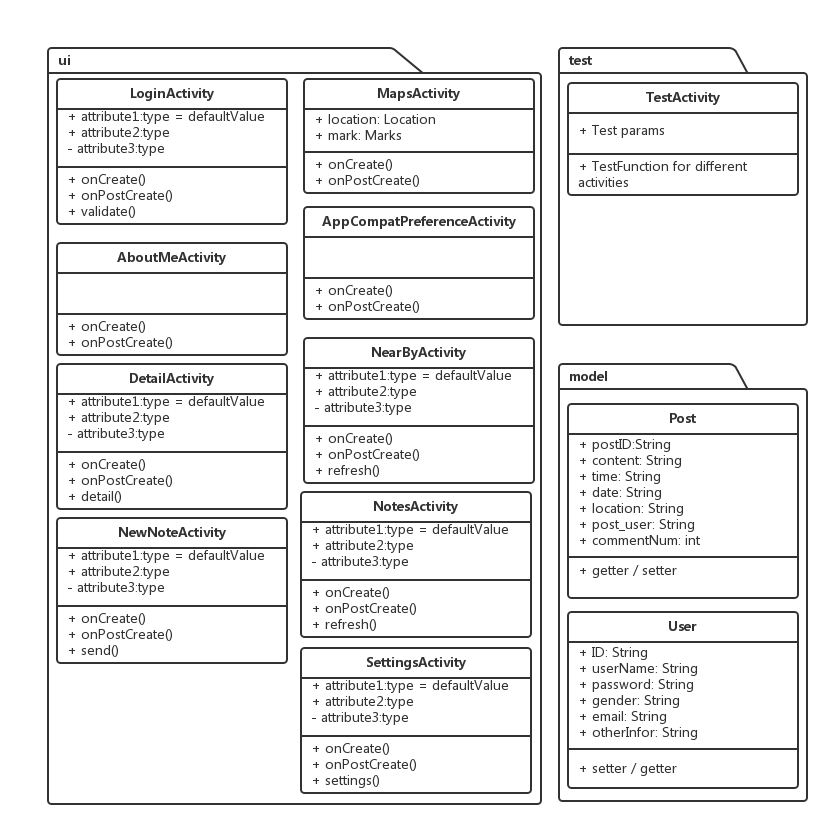 ui
LoginActivity
+ attribute1:type = defaultValue
+ attribute2:type
- attribute3:type
+ onCreate()
+ onPostCreate()
+ validate()
AboutMeActivity
+ onCreate()
+ onPostCreate()
DetailActivity
+ attribute1:type = defaultValue
+ attribute2:type
- attribute3:type
+ onCreate()
+ onPostCreate()
+ detail()
NewNoteActivity
+ attribute1:type = defaultValue
+ attribute2:type
- attribute3:type
+ onCreate()
+ onPostCreate()
+ send()
MapsActivity
+ location: Location
+ mark: Marks
+ onCreate()
+ onPostCreate()
AppCompatPreferenceActivity
+ onCreate()
+ onPostCreate()
NearByActivity
+ attribute1:type = defaultValue
+ attribute2:type
- attribute3:type
+ onCreate()
+ onPostCreate()
+ refresh()
NotesActivity
+ attribute1:type = defaultValue
+ attribute2:type
- attribute3:type
+ onCreate()
+ onPostCreate()
+ refresh()
SettingsActivity
+ attribute1:type = defaultValue
+ attribute2:type
- attribute3:type
+ onCreate()
+ onPostCreate()
+ settings()
test
TestActivity
+ Test params
+ TestFunction for different
activities
model
Post
+ postID:String
+ content: String
+ time: String
+ date: String
+ location: String
+ post_user: String
+ commentNum: int
+ getter / setter
User
+ ID: String
+ userName: String
+ password: String
+ gender: String
+ email: String
+ otherInfor: String
+ setter / getter